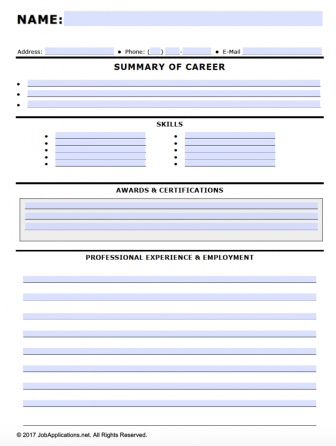 NAME:
Address: ● Phone: ( ) - ● E-Mail
SUMMARY OF CAREER
●
●
●
SKILLS
● ●
● ●
● ●
● ●
● ●
AWARDS & CERTIFICATIONS
PROFESSIONAL EXPERIENCE & EMPLOYMENT
© 2017 JobApplications.net. All Rights Reserved.